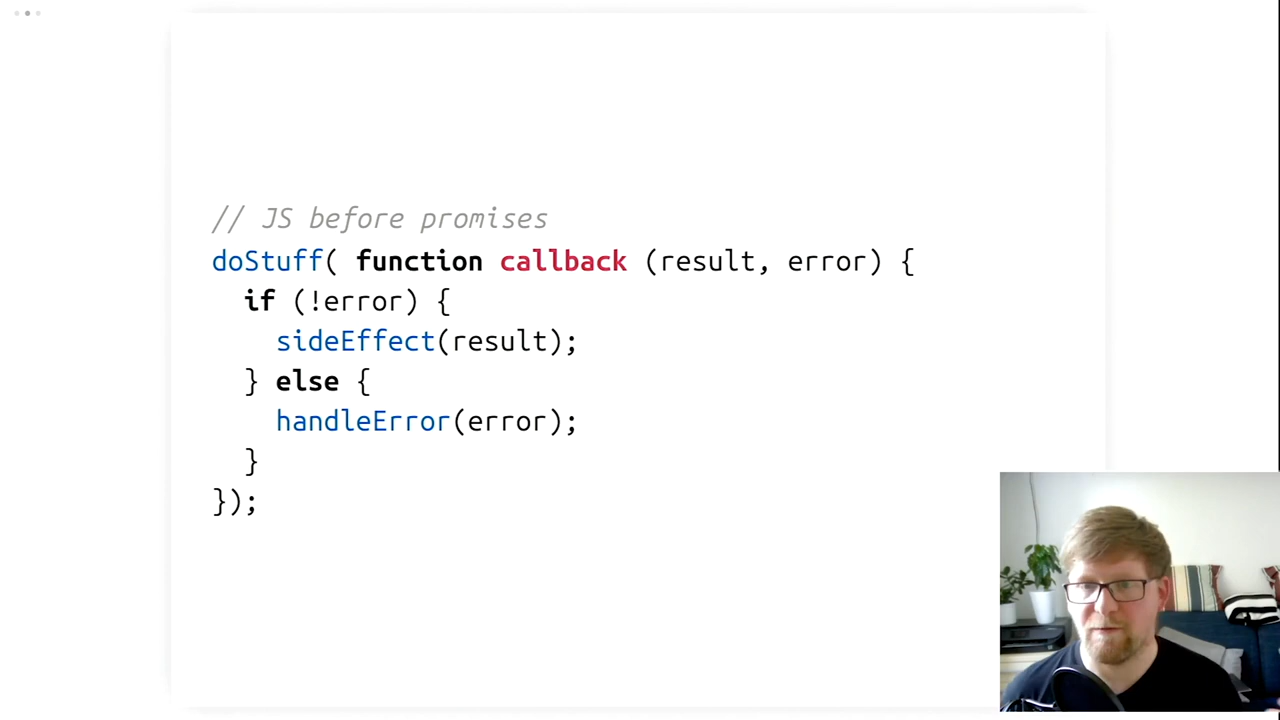 // JS before promises
doStuff( function callback (result, error) {
  if (!error) {
    sideEffect(result);
  } else {
    handleError(error);
  }
});